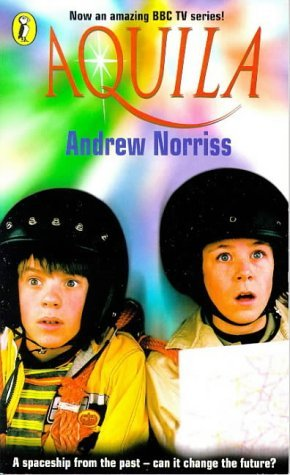 Now an amazing BBC TV series!
AQUILA
Andrew Norriss
A spaceship from the past – can it change the future?